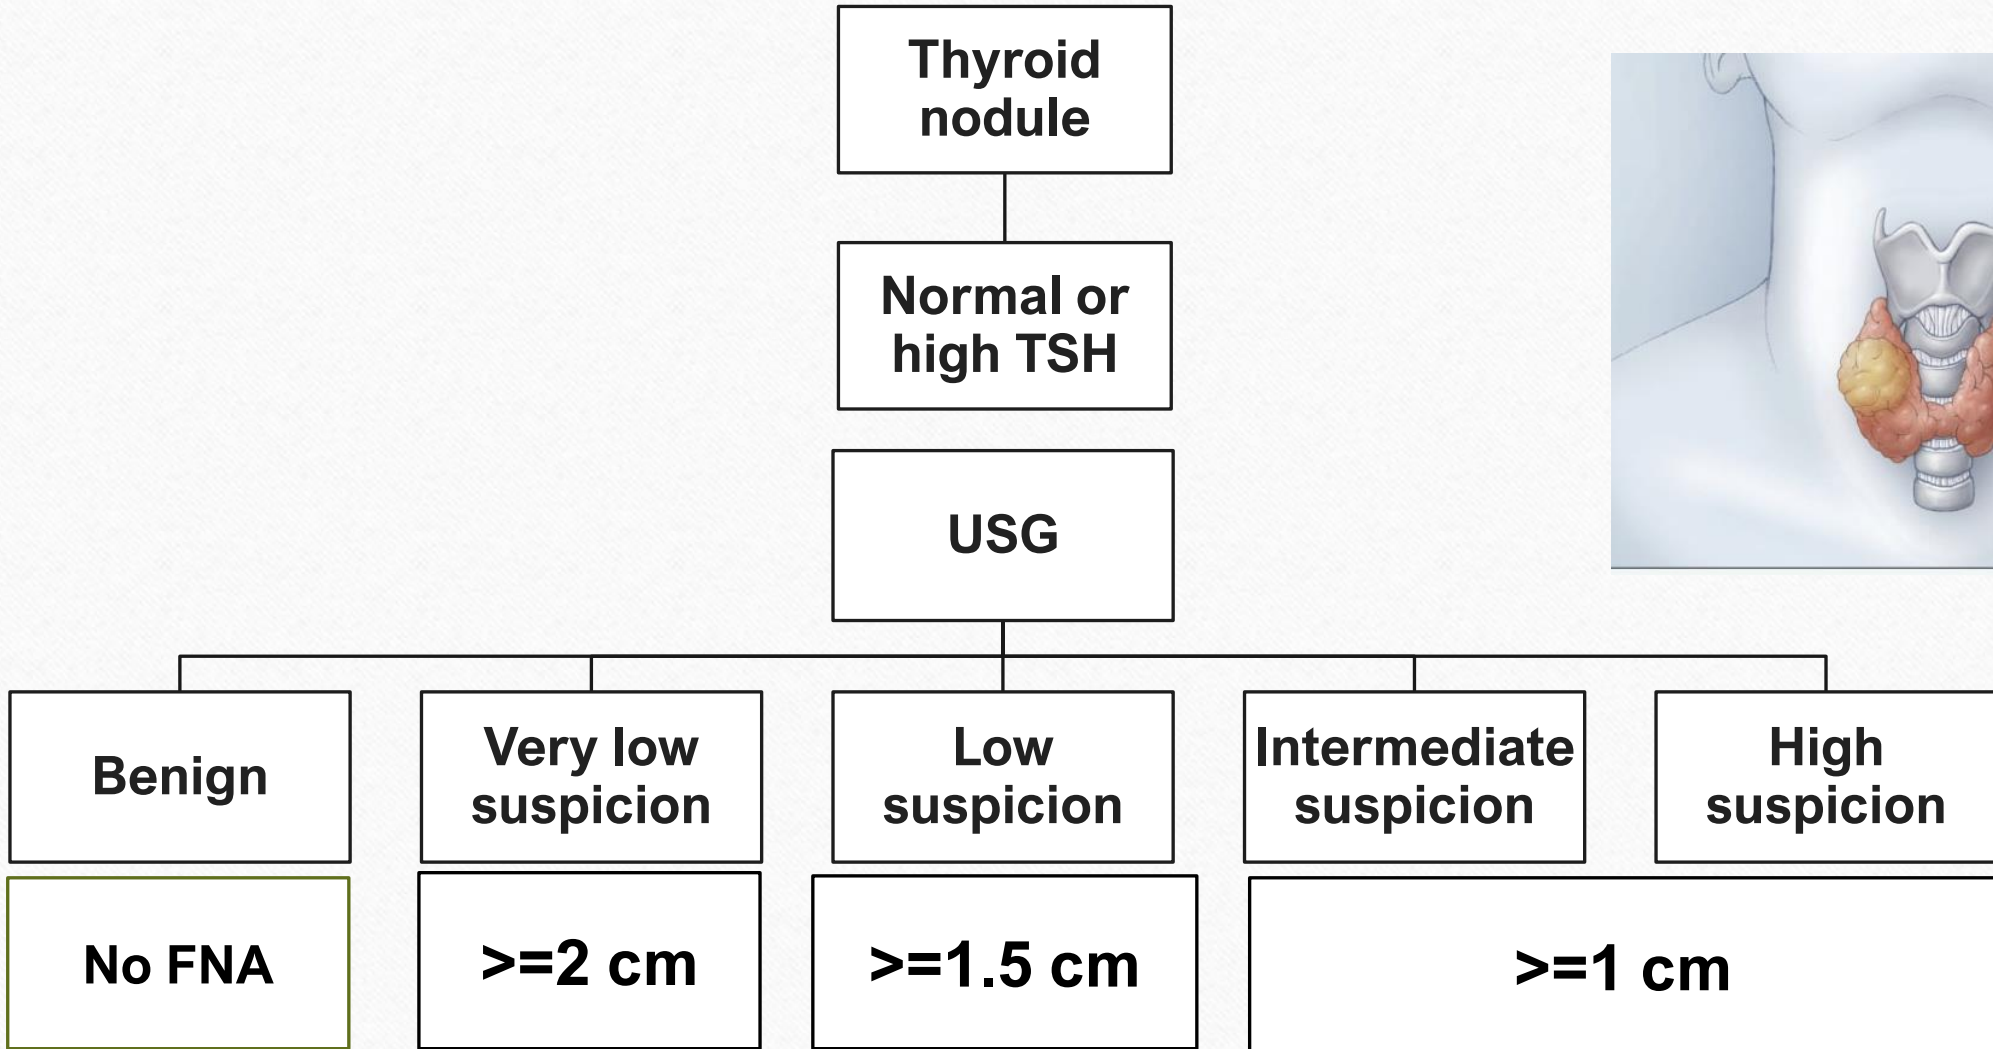 Thyroid
nodule
Normal or
high TSH
USG
Benign
Very low
suspicion
Low
suspicion
Intermediate
suspicion
High
suspicion
No FNA
>=2 cm
>=1.5 cm
>=1 cm